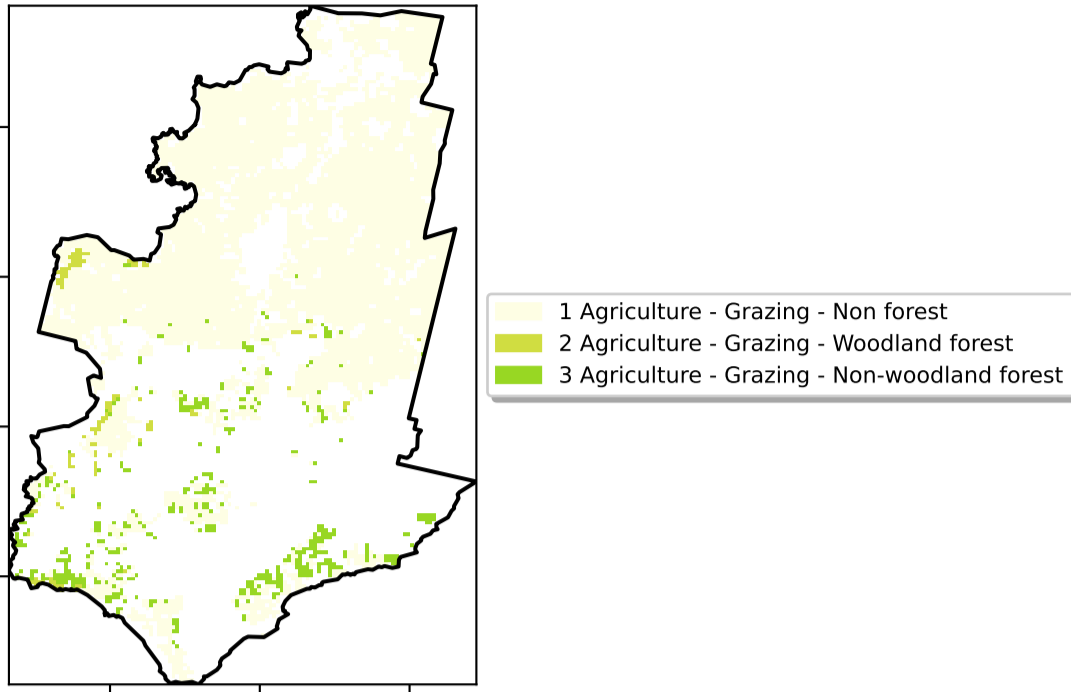 1 Agriculture - Grazing - Non forest
2 Agriculture - Grazing - Woodland forest
3 Agriculture - Grazing - Non-woodland forest